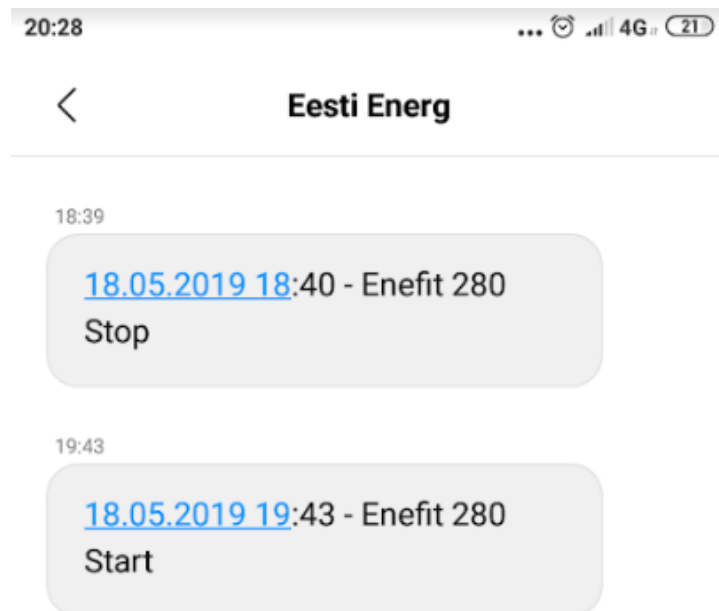 20:28 ... 4G 21
Eesti Energ
18:39
18.05.2019 18:40 - Enefit 280
Stop
19:43
18.05.2019 19:43 - Enefit 280
Start